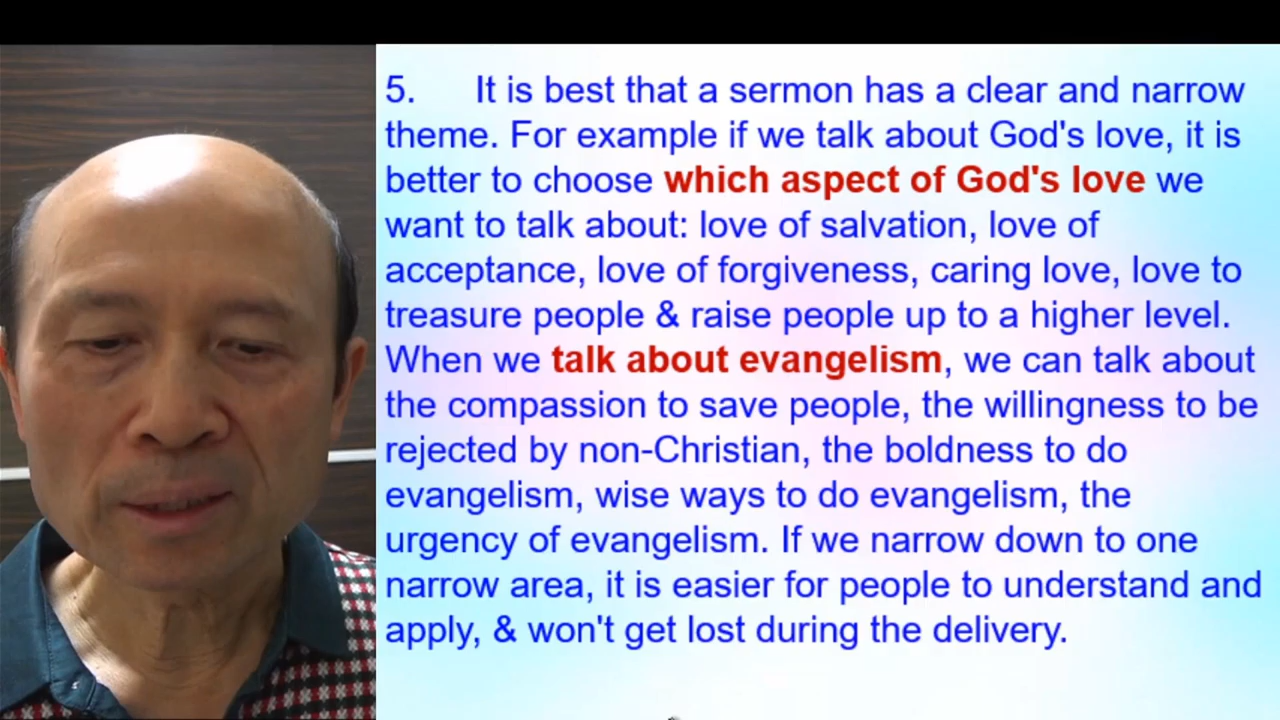 5. It is best that a sermon has a clear and narrow
theme. For example if we talk about God's love, it is
better to choose which aspect of God's love we
want to talk about: love of salvation, love of
acceptance, love of forgiveness, caring love, love to
treasure people & raise people up to a higher level.
When we talk about evangelism, we can talk about
the compassion to save people, the willingness to be
rejected by non-Christian, the boldness to do
evangelism, wise ways to do evangelism, the
urgency of evangelism. If we narrow down to one
narrow area, it is easier for people to understand and
apply, & won't get lost during the delivery.